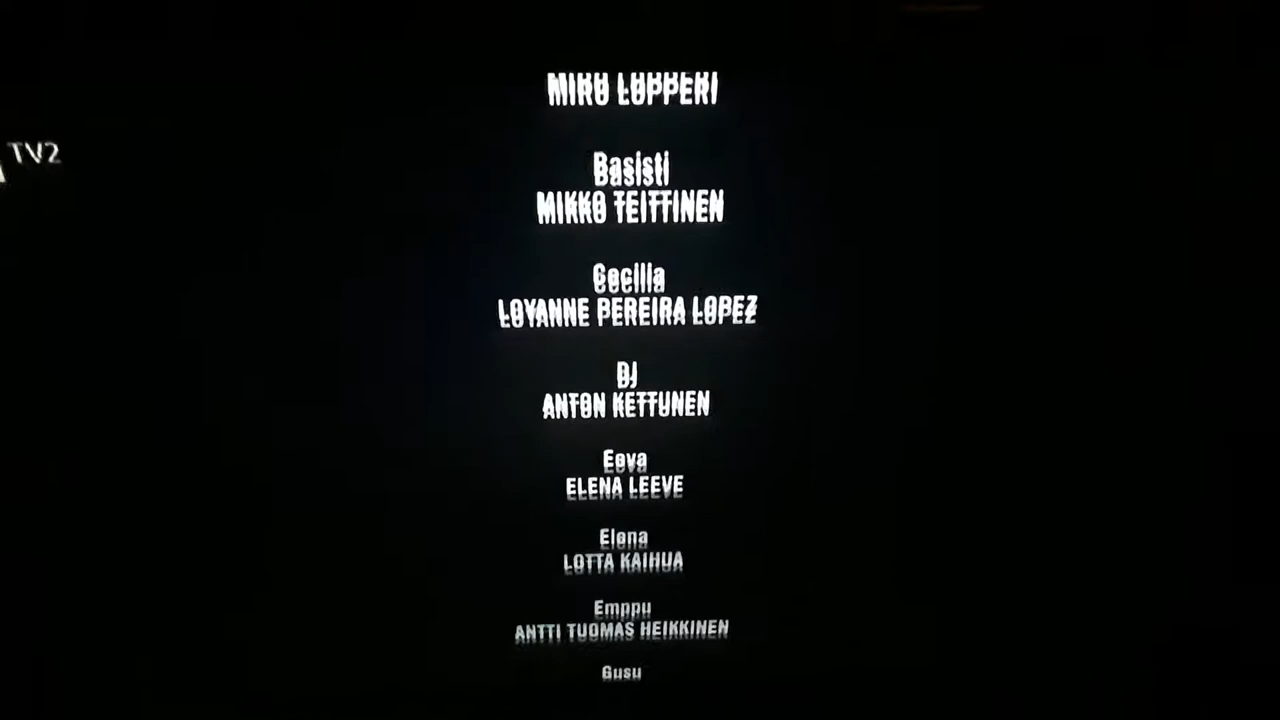 MIRO LOPPERI
TV2
Basisti
MIKKO TEITTINEN
Cecilia
LOYANNE PEREIRA LOPEZ
DJ
ANTON KETTUNEN
Eeva
ELENA LEEVE
Elena
LOTTA KAIHUA
Emppu
ANTTI TUOMAS HEIKKINEN
Gusu